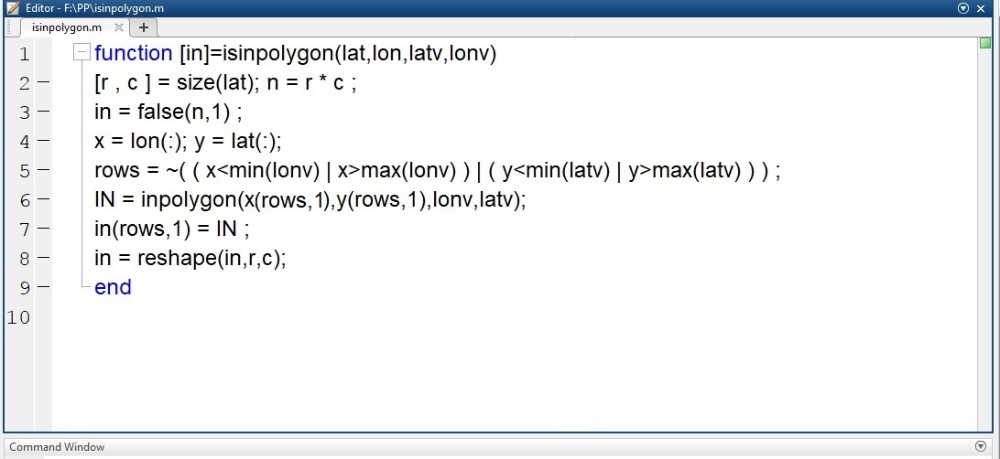 Editor - F:\PP\isinpolygon.m
isinpolygon.m × +
1 function [in]=isinpolygon(lat,lon,latv,lonv)
2 – [r , c ] = size(lat); n = r * c ;
3 – in = false(n,1) ;
4 – x = lon(:); y = lat(:);
5 – rows = ~( ( x<min(lonv) | x>max(lonv) ) | ( y<min(latv) | y>max(latv) ) ) ;
6 – IN = inpolygon(x(rows,1),y(rows,1),lonv,latv);
7 – in(rows,1) = IN ;
8 – in = reshape(in,r,c);
9 – end
10
Command Window